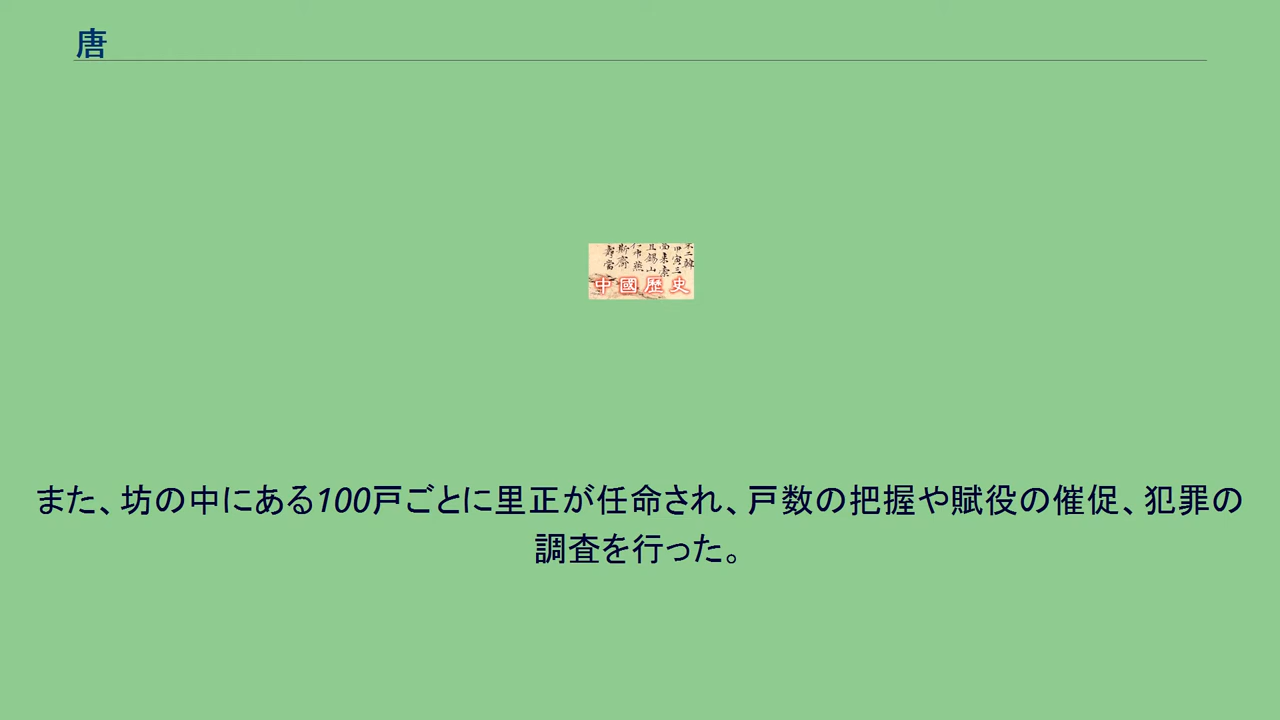 唐
中國歷史
また、坊の中にある100戸ごとに里正が任命され、戸数の把握や賦役の催促、犯罪の
調査を行った。